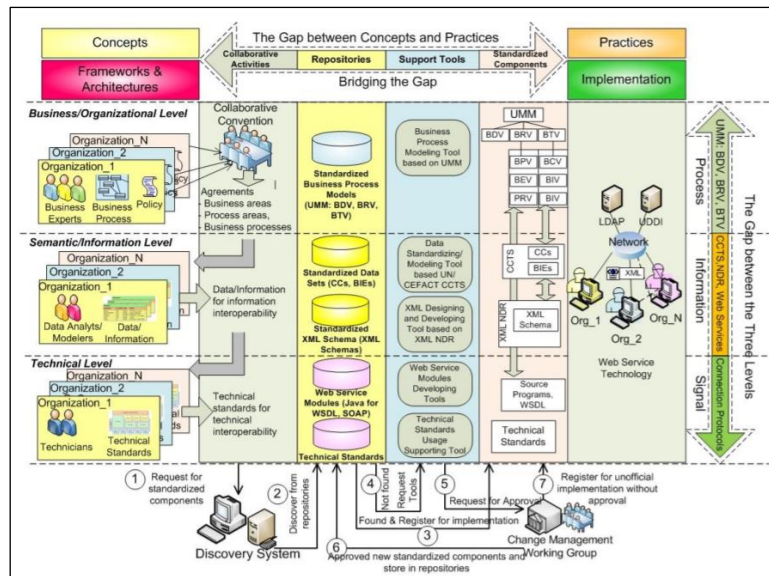 Concepts
The Gap between Concepts and Practices
Practices
Collaborative
Activities
Repositories
Support Tools
Standardized
Components
Frameworks &
Architectures
Bridging the Gap
Implementation
Business/Organizational Level
Organization_N
Organization_2
Organization_1
Business
Experts
Business
Process
Policy
Collaborative
Convention
Agreements
- Business areas
- Process areas,
- Business processes
Standardized
Business Process
Models
(UMM: BDV, BRV,
BTV)
Business
Process
Modeling Tool
based on UMM
UMM
BDV
BRV
BTV
BPV
BCV
BEV
BIV
PRV
BIV
LDAP
UDDI
Network
XML
Org_1
Org_2
Org_N
Web Service
Technology
UMM: BDV, BRV, BTV
Process
Semantic/Information Level
Organization_N
Organization_2
Organization_1
Data Analyts/
Modelers
Data/
Information
Data/Information
for information
interoperability
Standardized Data
Sets (CCs, BIEs)
Standardized
XML Schema (XML
Schemas)
Data
Standardizing/
Modeling Tool
based UN/
CEFACT CCTS
XML Designing
and Developing
Tool based on
XML NDR
CCTS
CCs
BIEs
XML NDR
XML
Schema
Information
CCTS, NDR, Web Services
The Gap between the Three Levels
Technical Level
Organization_N
Organization_2
Organization_1
Technicians
Technical
Standards
Technical
standards for
technical
interoperability
Web Service
Modules (Java for
WSDL, SOAP)
Technical Standards
Web Service
Modules
Developing
Tools
Technical
Standards
Usage
Supporting Tool
Source
Programs,
WSDL
Technical
Standards
Signal
Connection Protocols
1
Request for
standardized
components
Discovery System
2
Discover from
repositories
4
Not found
Request
Tools
5
Request for Approval
7
Register for unofficial
implementation without
approval
Found & Register for implementation
3
6
Approved new standardized components and
store in repositories
Change Management
Working Group